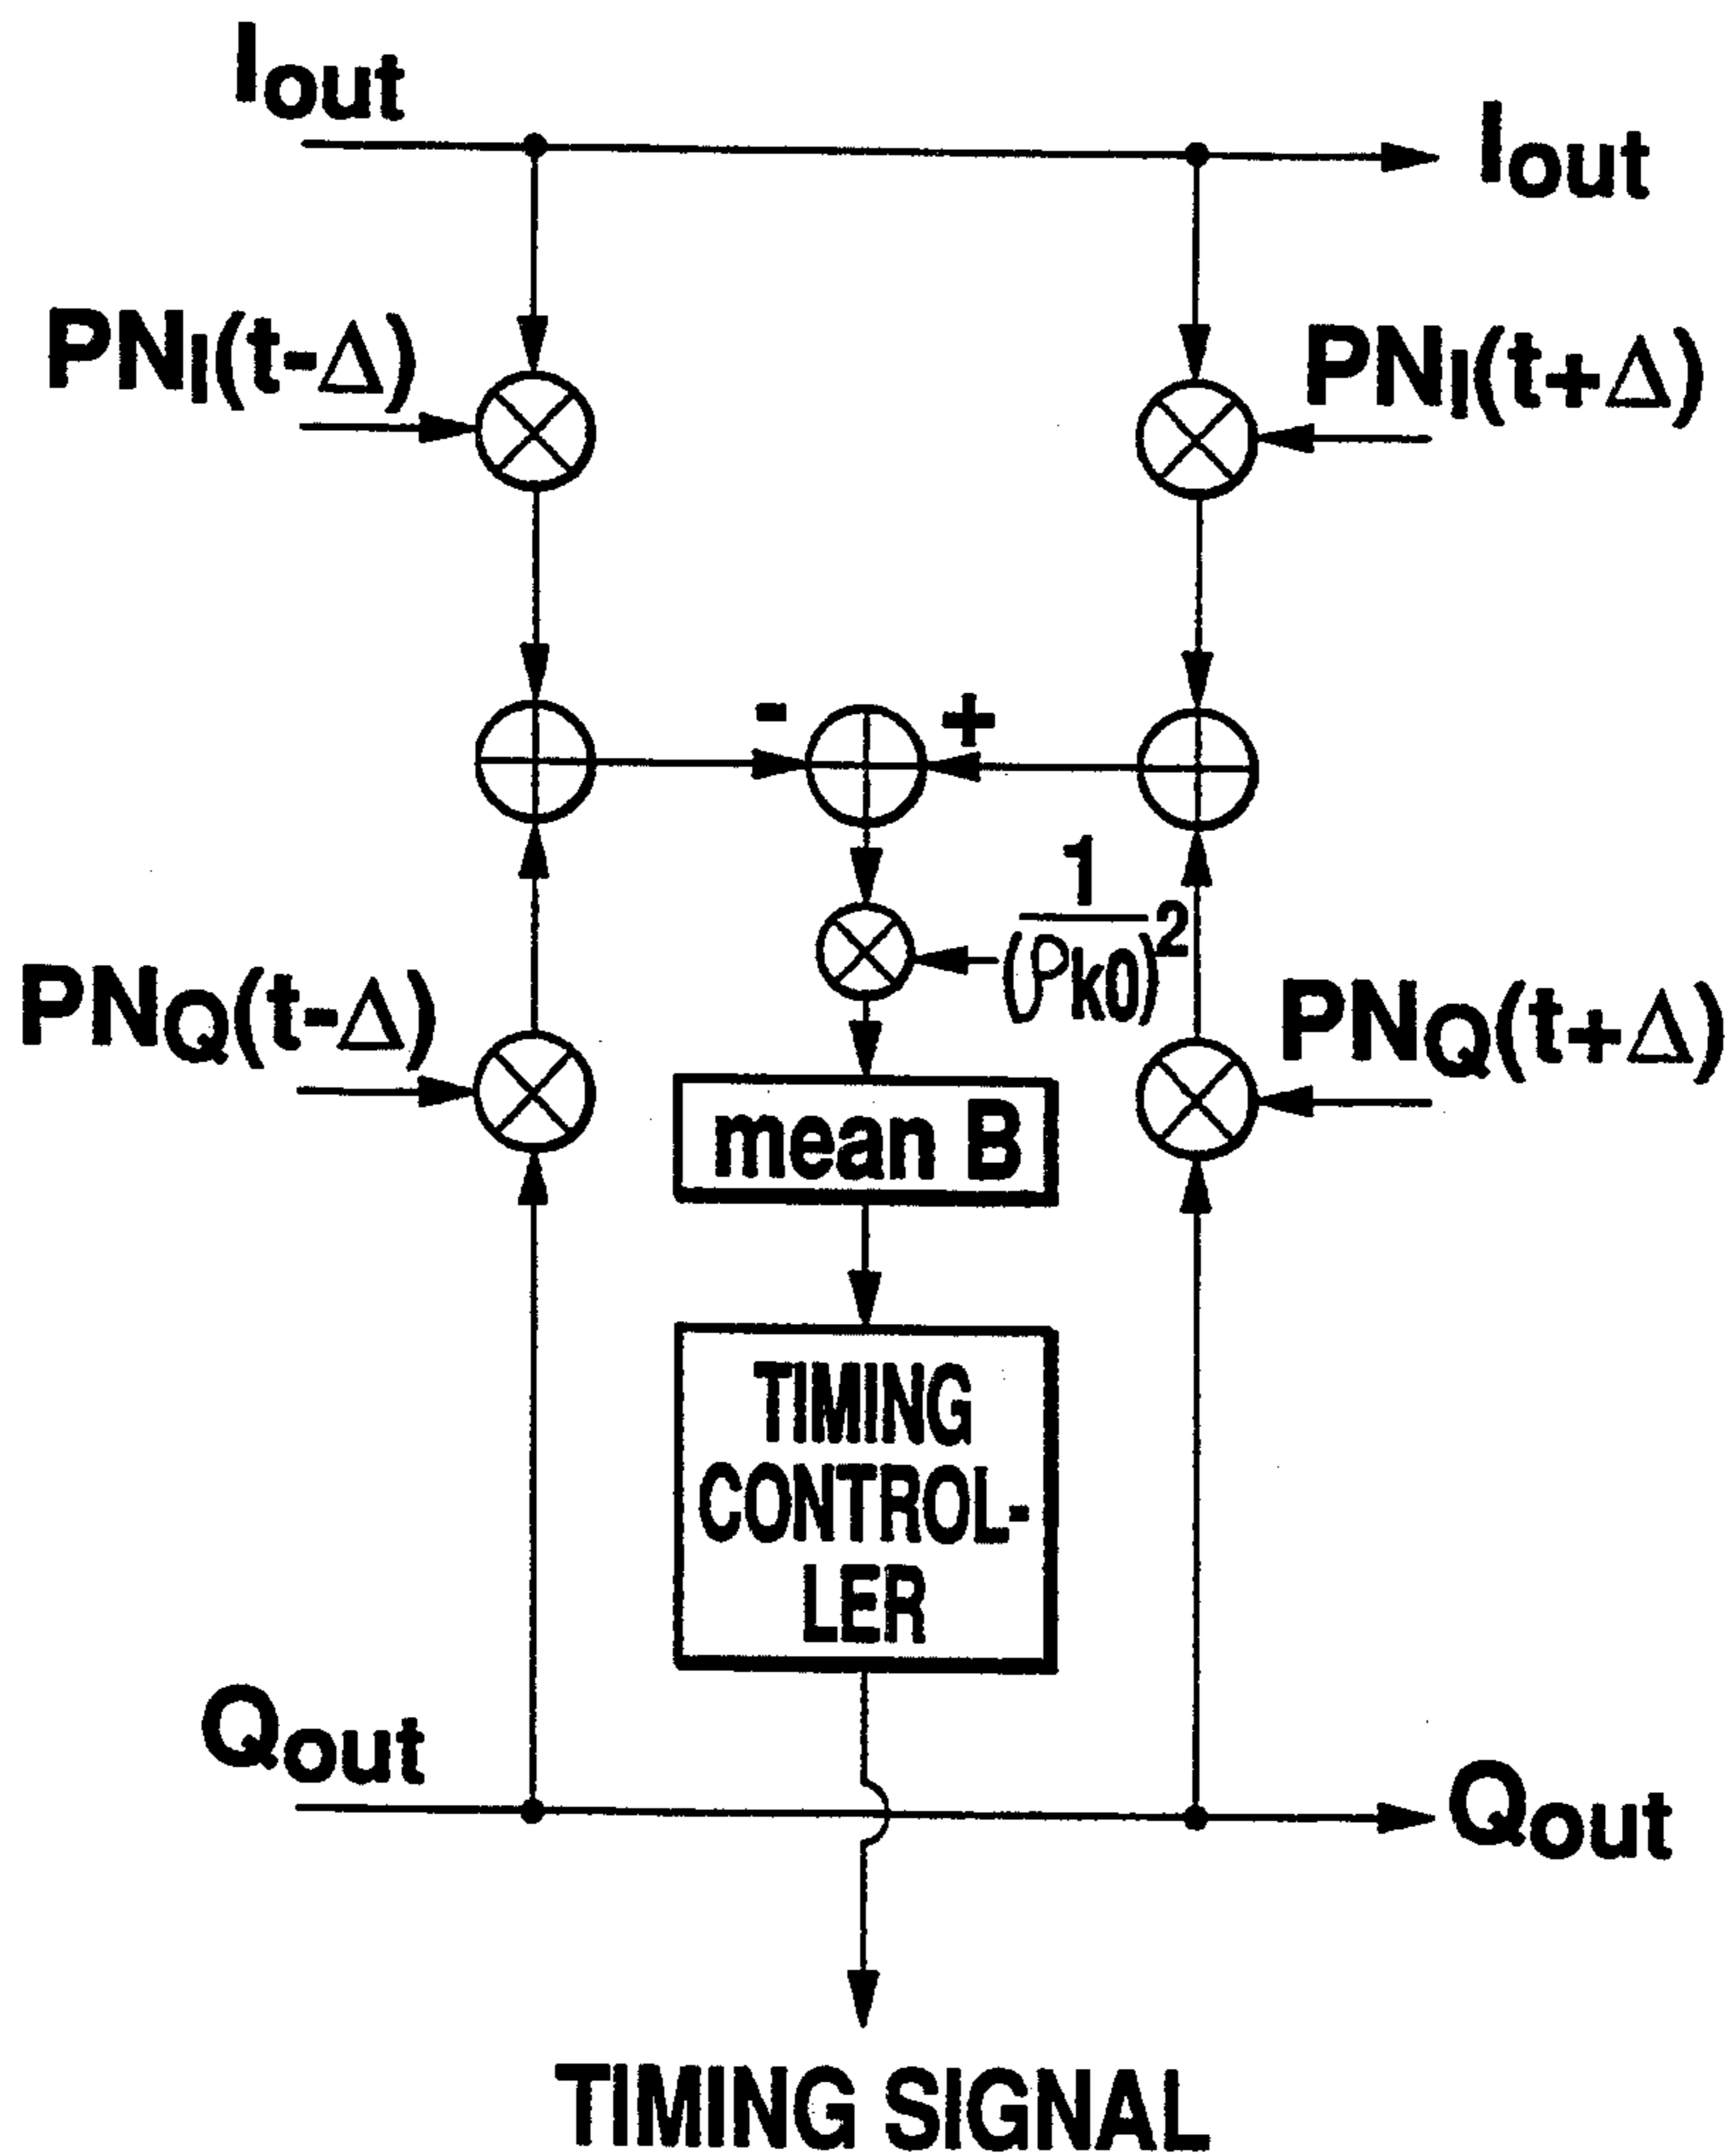 Iout
Iout
PNI(t-Δ)
PNI(t+Δ)
- +
1
(ρk0)2
PNQ(t-Δ)
PNQ(t+Δ)
mean B
TIMING
CONTROL-
LER
Qout
Qout
TIMING SIGNAL